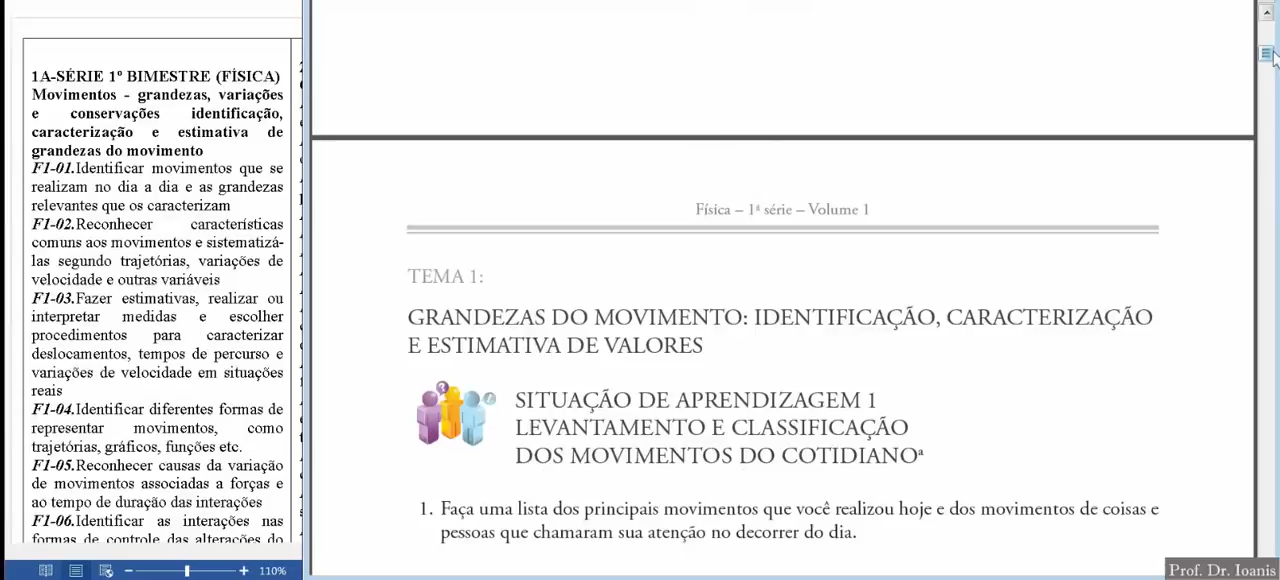 1A-SÉRIE 1º BIMESTRE (FÍSICA)
Movimentos - grandezas, variações
e conservações identificação,
caracterização e estimativa de
grandezas do movimento
F1-01.Identificar movimentos que se
realizam no dia a dia e as grandezas
relevantes que os caracterizam
F1-02.Reconhecer características
comuns aos movimentos e sistematizá-
las segundo trajetórias, variações de
velocidade e outras variáveis
F1-03.Fazer estimativas, realizar ou
interpretar medidas e escolher
procedimentos para caracterizar
deslocamentos, tempos de percurso e
variações de velocidade em situações
reais
F1-04.Identificar diferentes formas de
representar movimentos, como
trajetórias, gráficos, funções etc.
F1-05.Reconhecer causas da variação
de movimentos associadas a forças e
ao tempo de duração das interações
F1-06.Identificar as interações nas
formas de controle das alterações do
110%
Física – 1ª série – Volume 1
TEMA 1:
GRANDEZAS DO MOVIMENTO: IDENTIFICAÇÃO, CARACTERIZAÇÃO
E ESTIMATIVA DE VALORES
SITUAÇÃO DE APRENDIZAGEM 1
LEVANTAMENTO E CLASSIFICAÇÃO
DOS MOVIMENTOS DO COTIDIANOª
1. Faça uma lista dos principais movimentos que você realizou hoje e dos movimentos de coisas e
pessoas que chamaram sua atenção no decorrer do dia.
Prof. Dr. Ioanis